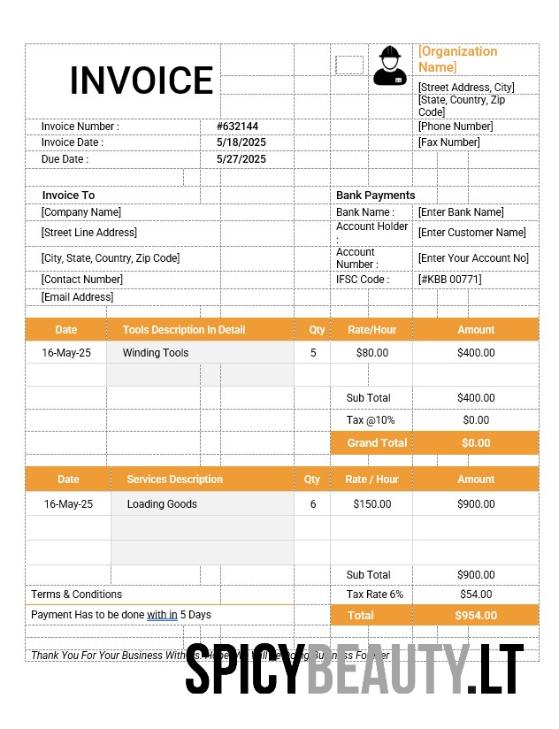 INVOICE
[Organization
Name]
[Street Address, City]
[State, Country, Zip
Code]
Invoice Number : #632144 [Phone Number]
Invoice Date : 5/18/2025 [Fax Number]
Due Date : 5/27/2025
Invoice To Bank Payments
[Company Name] Bank Name : [Enter Bank Name]
[Street Line Address] Account Holder : [Enter Customer Name]
[City, State, Country, Zip Code] Account Number : [Enter Your Account No]
[Contact Number] IFSC Code : [#KBB 00771]
[Email Address]
Date Tools Description In Detail Qty Rate/Hour Amount
16-May-25 Winding Tools 5 $80.00 $400.00
Sub Total $400.00
Tax @10% $0.00
Grand Total $0.00
Date Services Description Qty Rate / Hour Amount
16-May-25 Loading Goods 6 $150.00 $900.00
Sub Total $900.00
Terms & Conditions Tax Rate 6% $54.00
Payment Has to be done with in 5 Days Total $954.00
Thank You For Your Business With
SPICYBEAUTY.LT